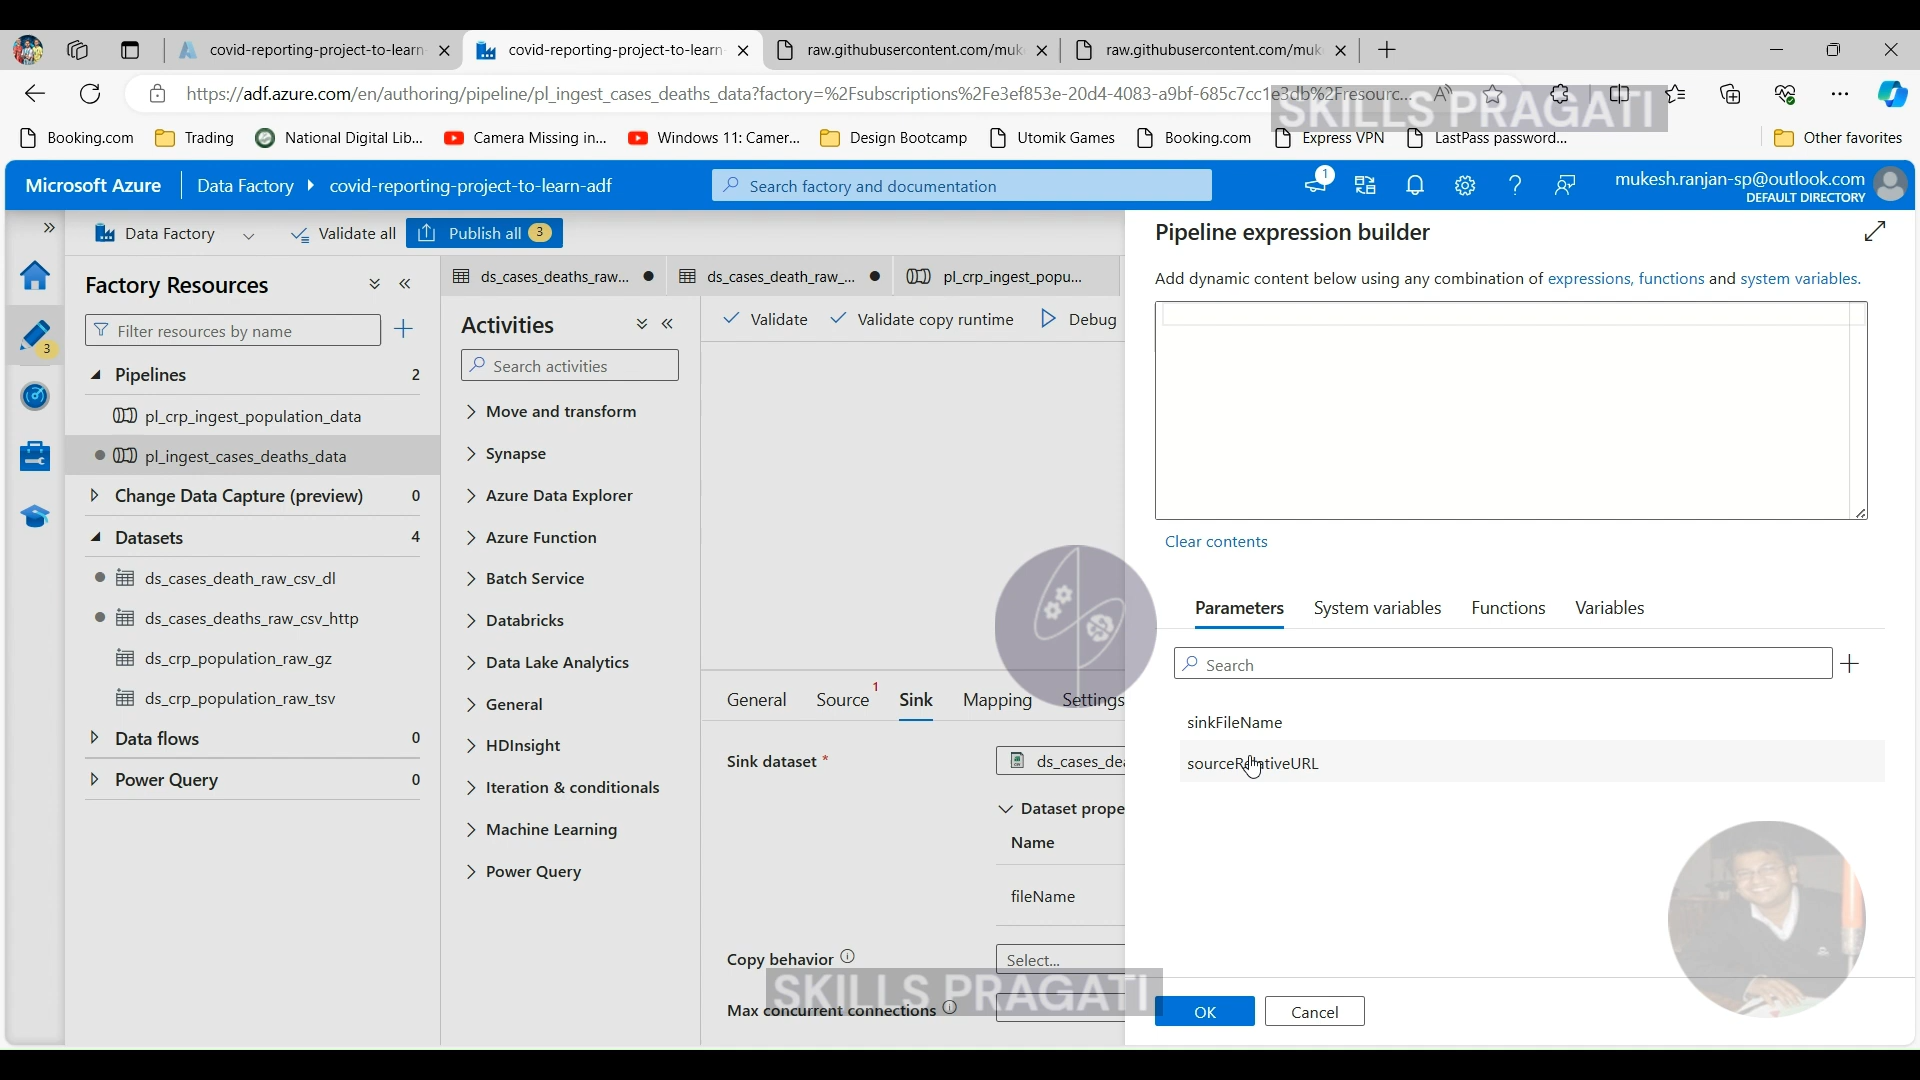 covid-reporting-project-to-learn-
covid-reporting-project-to-learn
raw.githubusercontent.com/muk
raw.githubusercontent.com/muk
https://adf.azure.com/en/authoring/pipeline/pl_ingest_cases_deaths_data?factory=%2Fsubscriptions%2Fe3ef853e-20d4-4083-a9bf-685c7cc1e3db%2Fresourc...
SKILLS PRAGATI
Booking.com
Trading
National Digital Lib...
Camera Missing in...
Windows 11: Camer...
Design Bootcamp
Utomik Games
Booking.com
Express VPN
LastPass password...
Other favorites
Microsoft Azure
Data Factory
covid-reporting-project-to-learn-adf
Search factory and documentation
1
mukesh.ranjan-sp@outlook.com
DEFAULT DIRECTORY
Data Factory
Validate all
Publish all 3
3
Factory Resources
Filter resources by name
Pipelines 2
pl_crp_ingest_population_data
pl_ingest_cases_deaths_data
Change Data Capture (preview) 0
Datasets 4
ds_cases_death_raw_csv_dl
ds_cases_deaths_raw_csv_http
ds_crp_population_raw_gz
ds_crp_population_raw_tsv
Data flows 0
Power Query 0
ds_cases_deaths_raw...
ds_cases_death_raw_...
pl_crp_ingest_popu...
Activities
Search activities
Move and transform
Synapse
Azure Data Explorer
Azure Function
Batch Service
Databricks
Data Lake Analytics
General
HDInsight
Iteration & conditionals
Machine Learning
Power Query
Validate
Validate copy runtime
Debug
General
Source 1
Sink
Mapping
Settings
Sink dataset *
ds_cases_dea
Dataset prope
Name
fileName
Copy behavior
Select...
SKILLS PRAGATI
Max concurrent connections
Pipeline expression builder
Add dynamic content below using any combination of expressions, functions and system variables.
Clear contents
Parameters
System variables
Functions
Variables
Search
sinkFileName
sourceRelativeURL
OK
Cancel